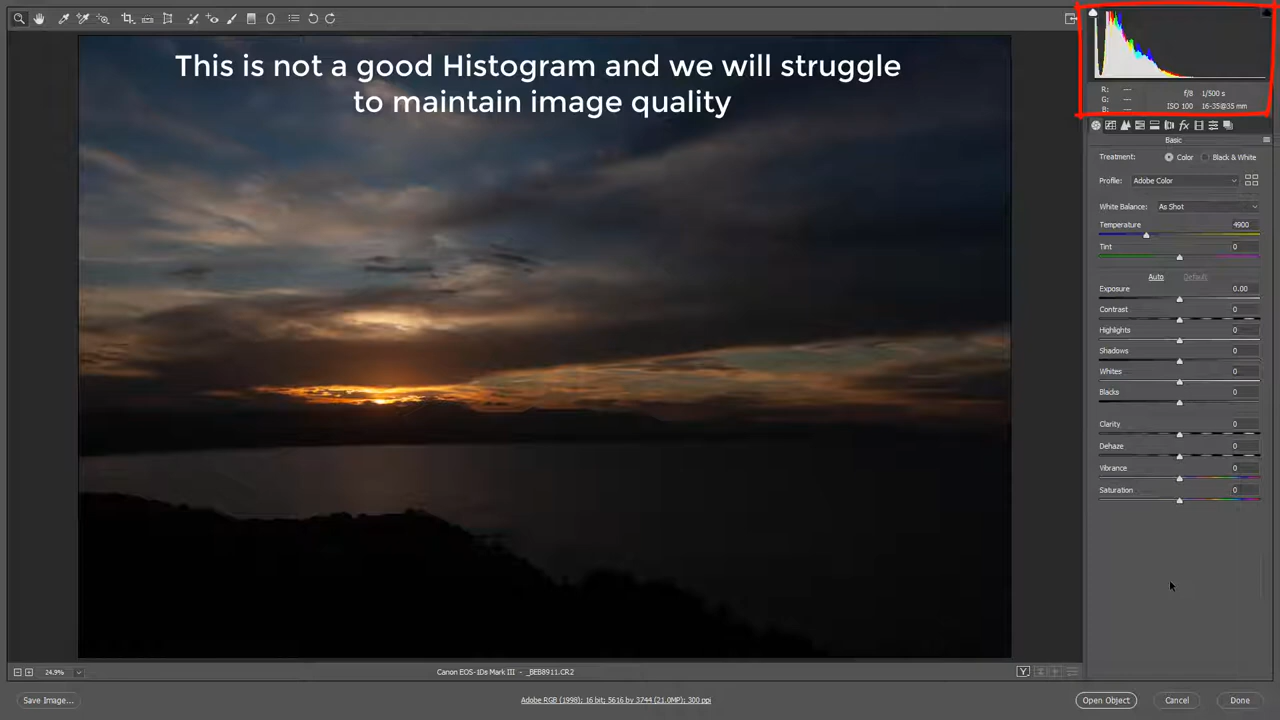 This is not a good Histogram and we will struggle
to maintain image quality
R: ---
G: ---
B: ---
f/8 1/500 s
ISO 100 16-35@35 mm
Basic
Treatment: Color Black & White
Profile: Adobe Color
White Balance: As Shot
Temperature 4900
Tint 0
Auto Default
Exposure 0.00
Contrast 0
Highlights 0
Shadows 0
Whites 0
Blacks 0
Clarity 0
Dehaze 0
Vibrance 0
Saturation 0
24.9% Canon EOS-1Ds Mark III - _BEB8911.CR2 Y
Save Image... Adobe RGB (1998); 16 bit; 5616 by 3744 (21.0MP); 300 ppi Open Object Cancel Done